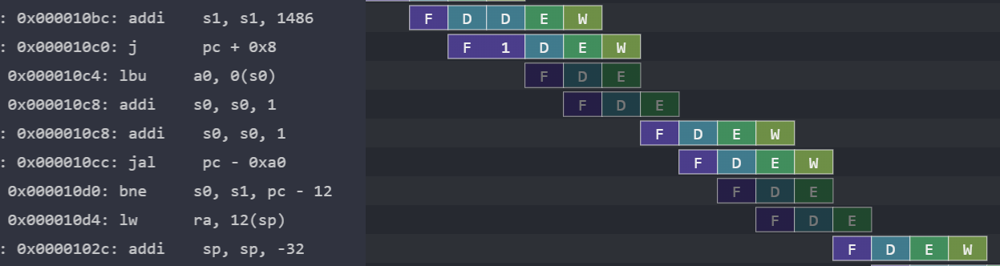 : 0x000010bc: addi s1, s1, 1486 F D D E W
: 0x000010c0: j pc + 0x8 F 1 D E W
0x000010c4: lbu a0, 0(s0) F D E
0x000010c8: addi s0, s0, 1 F D E
: 0x000010c8: addi s0, s0, 1 F D E W
: 0x000010cc: jal pc - 0xa0 F D E W
0x000010d0: bne s0, s1, pc - 12 F D E
0x000010d4: lw ra, 12(sp) F D E
: 0x0000102c: addi sp, sp, -32 F D E W